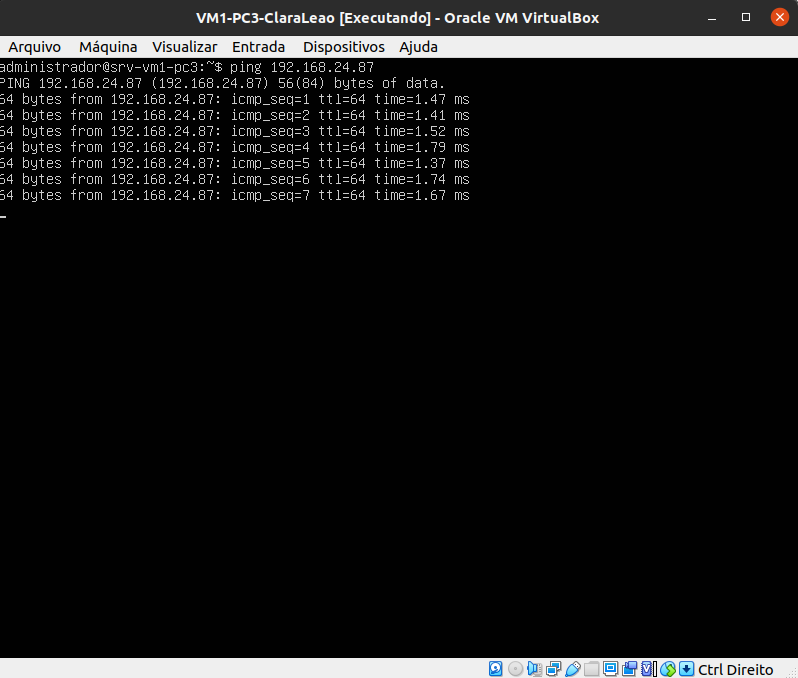 VM1-PC3-ClaraLeao [Executando] - Oracle VM VirtualBox
Arquivo Máquina Visualizar Entrada Dispositivos Ajuda
administrador@srv-vm1-pc3:~$ ping 192.168.24.87
PING 192.168.24.87 (192.168.24.87) 56(84) bytes of data.
64 bytes from 192.168.24.87: icmp_seq=1 ttl=64 time=1.47 ms
64 bytes from 192.168.24.87: icmp_seq=2 ttl=64 time=1.41 ms
64 bytes from 192.168.24.87: icmp_seq=3 ttl=64 time=1.52 ms
64 bytes from 192.168.24.87: icmp_seq=4 ttl=64 time=1.79 ms
64 bytes from 192.168.24.87: icmp_seq=5 ttl=64 time=1.37 ms
64 bytes from 192.168.24.87: icmp_seq=6 ttl=64 time=1.74 ms
64 bytes from 192.168.24.87: icmp_seq=7 ttl=64 time=1.67 ms
Ctrl Direito